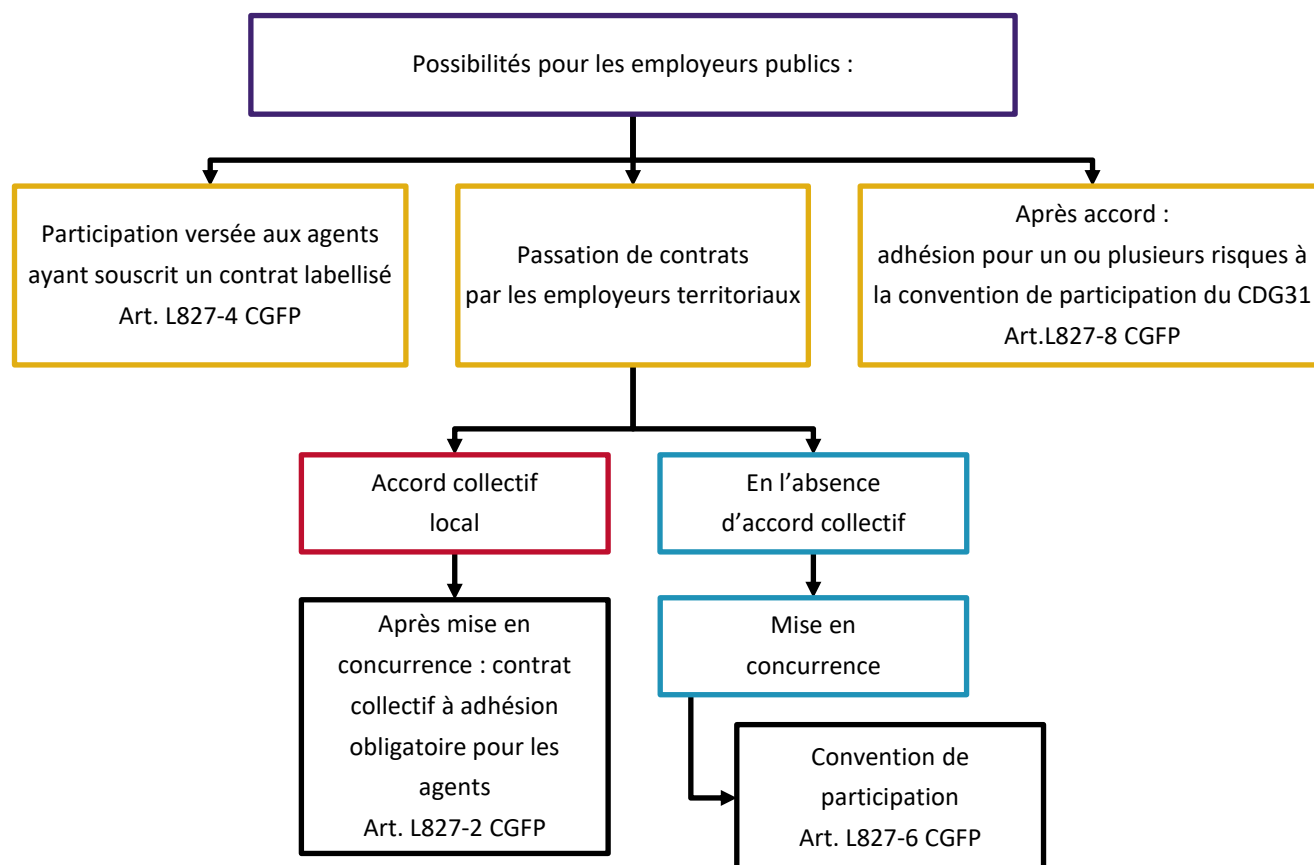 Possibilités pour les employeurs publics :
Participation versée aux agents
ayant souscrit un contrat labellisé
Art. L827-4 CGFP
Passation de contrats
par les employeurs territoriaux
Après accord :
adhésion pour un ou plusieurs risques à
la convention de participation du CDG31
Art.L827-8 CGFP
Accord collectif
local
En l’absence
d’accord collectif
Après mise en
concurrence : contrat
collectif à adhésion
obligatoire pour les
agents
Art. L827-2 CGFP
Mise en
concurrence
Convention de
participation
Art. L827-6 CGFP